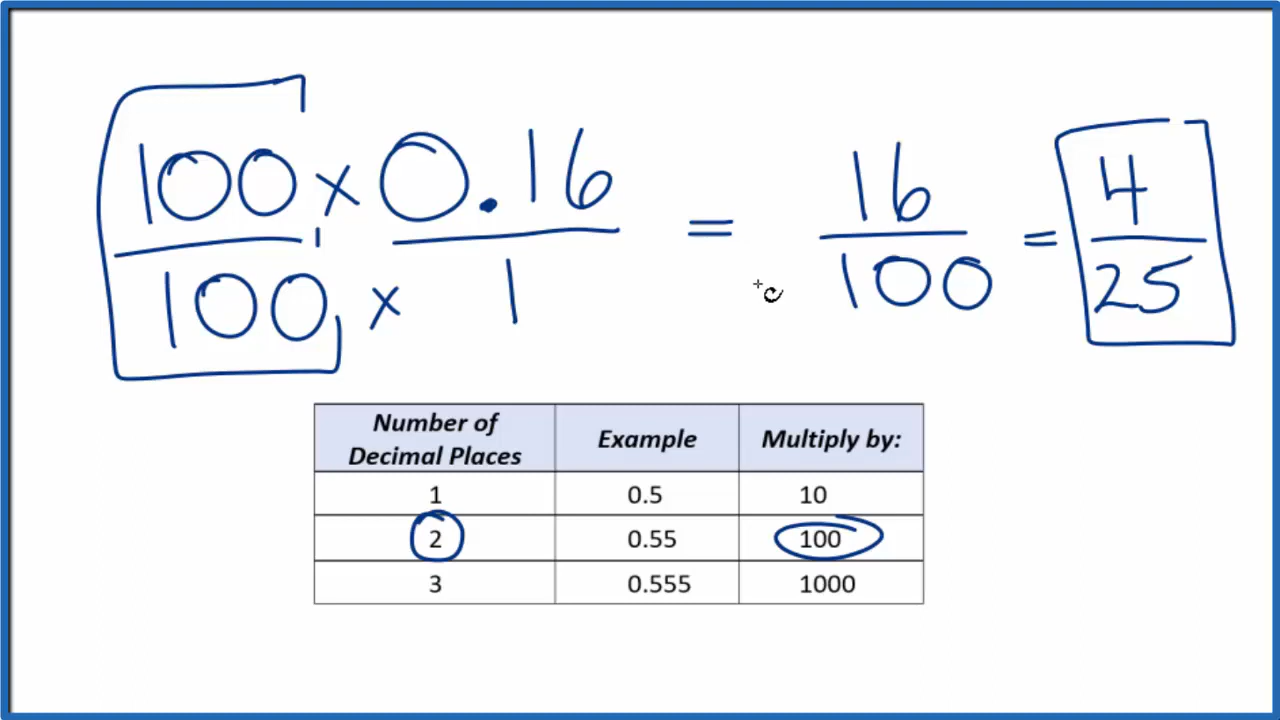 100 x 0.16 = 16 = 4
100 x 1 100 25
Number of Decimal Places Example Multiply by:
1 0.5 10
2 0.55 100
3 0.555 1000